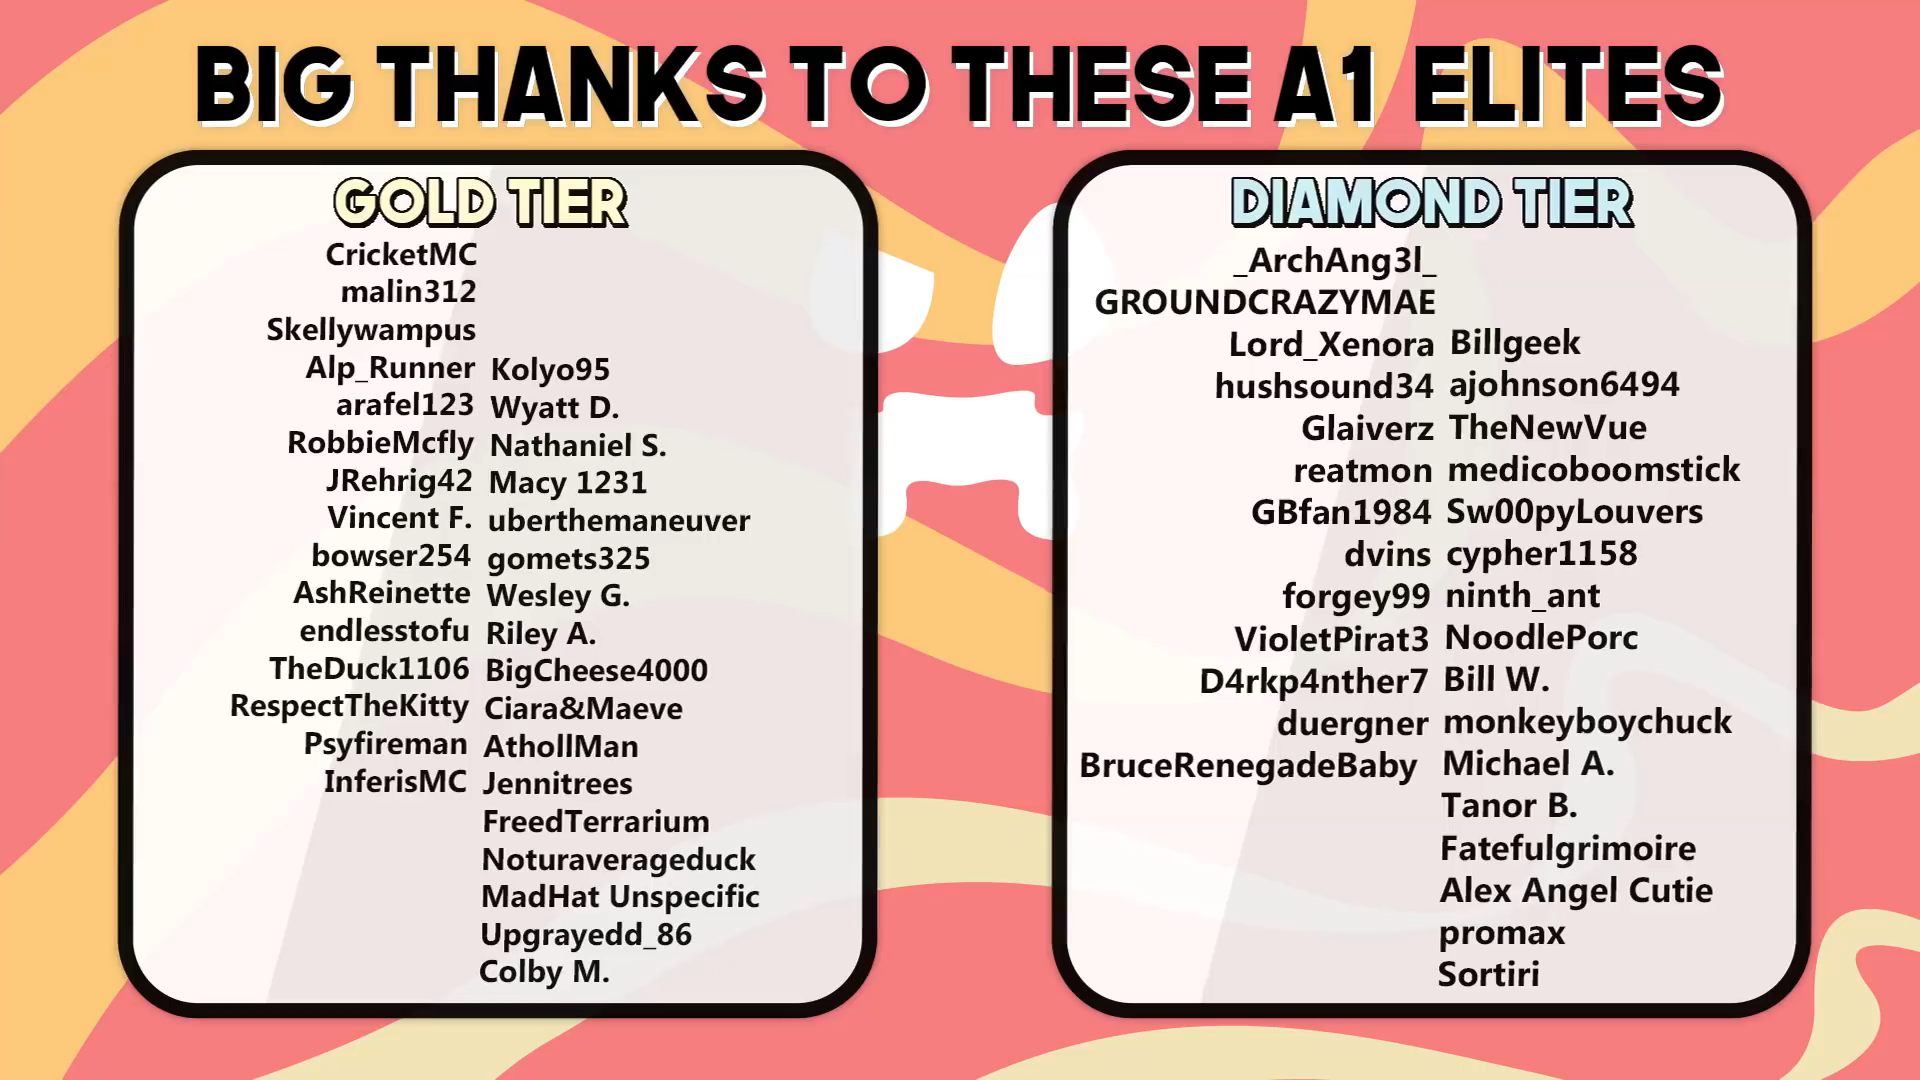 BIG THANKS TO THESE A1 ELITES
GOLD TIER
CricketMC
malin312
Skellywampus
Alp_Runner
arafel123
RobbieMcfly
JRehrig42
Vincent F.
bowser254
AshReinette
endlesstofu
TheDuck1106
RespectTheKitty
Psyfireman
InferisMC
Kolyo95
Wyatt D.
Nathaniel S.
Macy 1231
uberthemaneuver
gomets325
Wesley G.
Riley A.
BigCheese4000
Ciara&Maeve
AthollMan
Jennitrees
FreedTerrarium
Noturaverageduck
MadHat Unspecific
Upgrayedd_86
Colby M.
DIAMOND TIER
_ArchAng3l_
GROUNDCRAZYMAE
Lord_Xenora
hushsound34
Glaiverz
reatmon
GBfan1984
dvins
forgey99
VioletPirat3
D4rkp4nther7
duergner
BruceRenegadeBaby
Billgeek
ajohnson6494
TheNewVue
medicoboomstick
Sw00pyLouvers
cypher1158
ninth_ant
NoodlePorc
Bill W.
monkeyboychuck
Michael A.
Tanor B.
Fatefulgrimoire
Alex Angel Cutie
promax
Sortiri